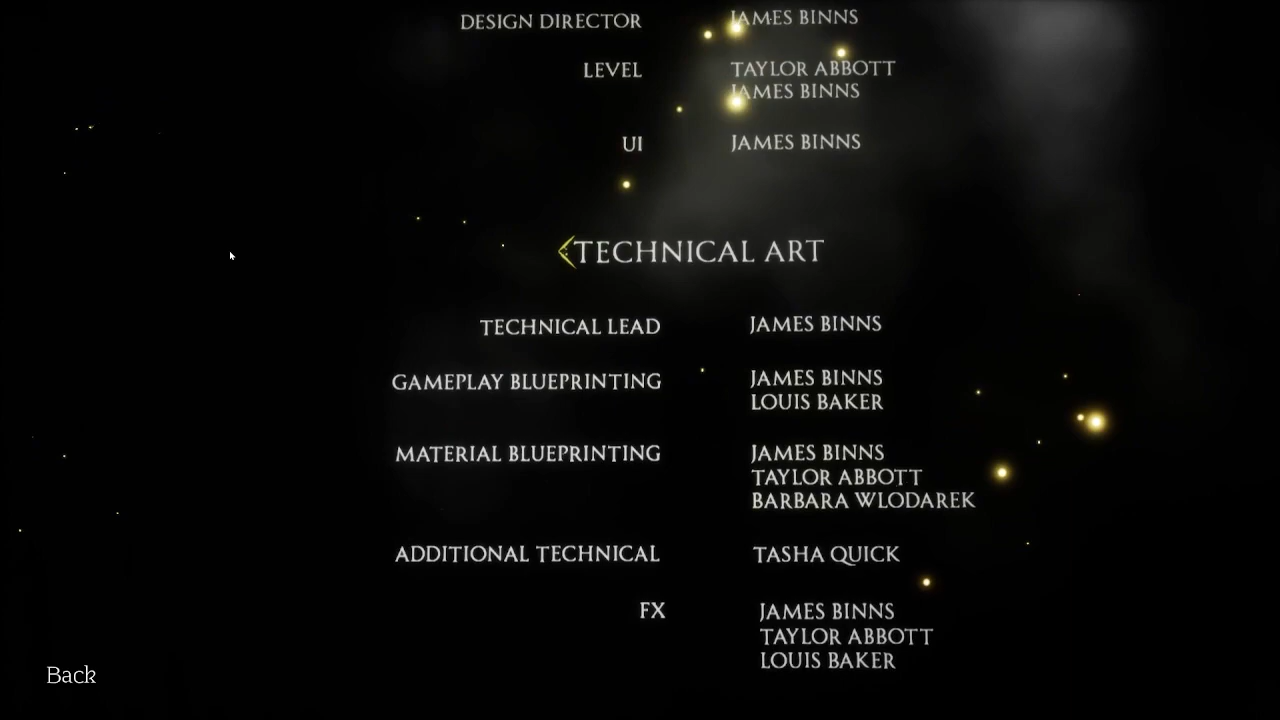 DESIGN DIRECTOR JAMES BINNS
LEVEL TAYLOR ABBOTT
JAMES BINNS
UI JAMES BINNS
TECHNICAL ART
TECHNICAL LEAD JAMES BINNS
GAMEPLAY BLUEPRINTING JAMES BINNS
LOUIS BAKER
MATERIAL BLUEPRINTING JAMES BINNS
TAYLOR ABBOTT
BARBARA WLODAREK
ADDITIONAL TECHNICAL TASHA QUICK
FX JAMES BINNS
TAYLOR ABBOTT
LOUIS BAKER
Back